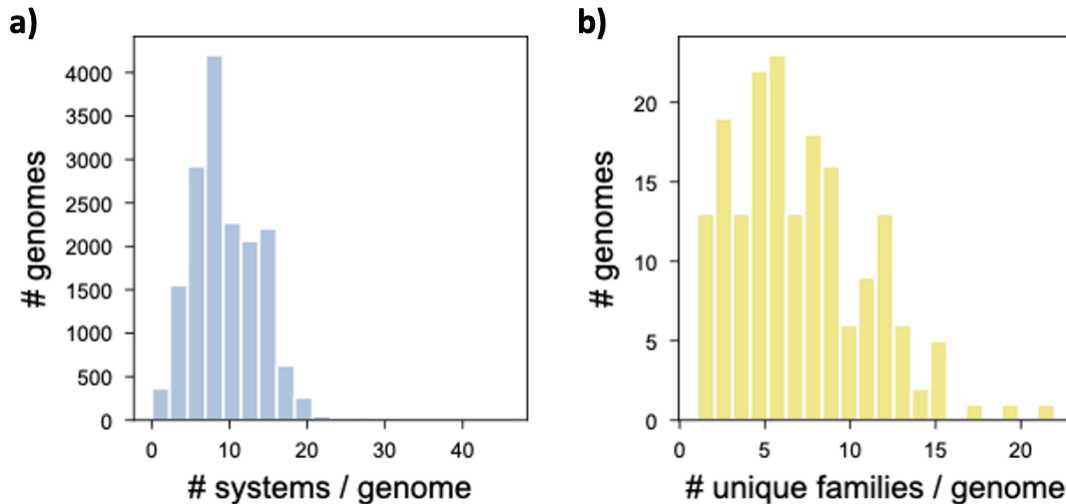 a)
# genomes
4000
3500
3000
2500
2000
1500
1000
500
0
0 10 20 30 40
# systems / genome
b)
# genomes
20
15
10
5
0
0 5 10 15 20
# unique families / genome